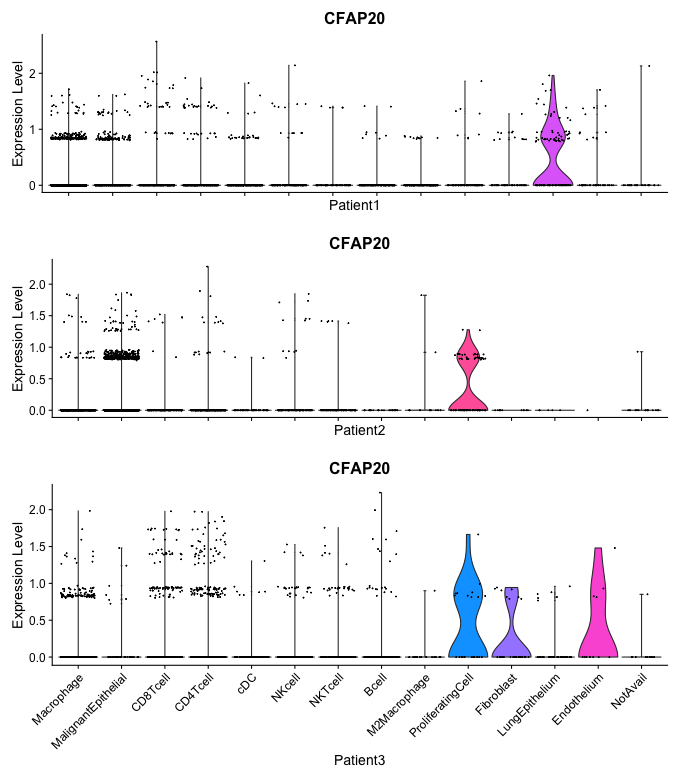 CFAP20
Expression Level
2
1
0
Patient1
CFAP20
Expression Level
2.0
1.5
1.0
0.5
0.0
Patient2
CFAP20
Expression Level
2.0
1.5
1.0
0.5
0.0
Macrophage
MalignantEpithelial
CD8Tcell
CD4Tcell
cDC
NKcell
NKTcell
Bcell
M2Macrophage
ProliferatingCell
Fibroblast
LungEpithelium
Endothelium
NotAvail
Patient3